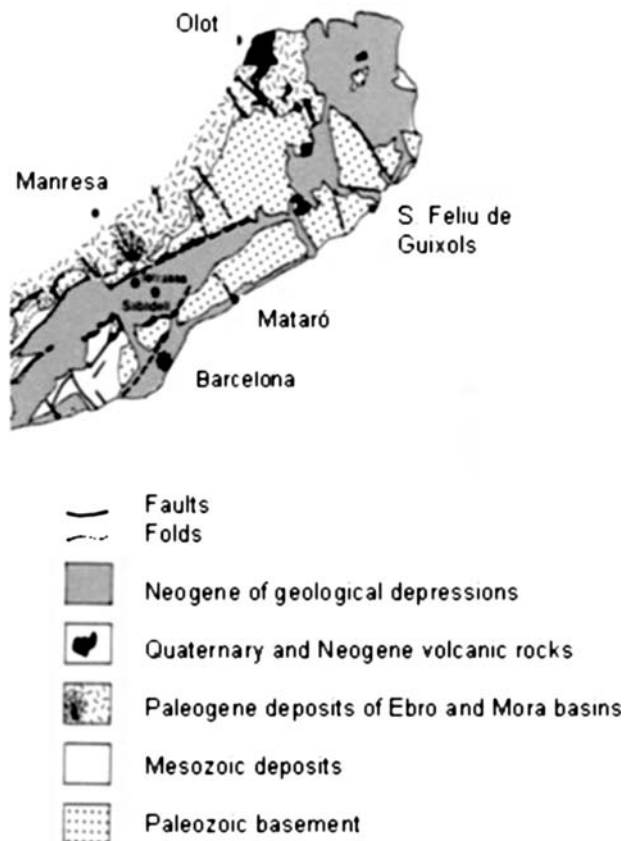 Olot
Manresa
S. Feliu de
Guixols
Sabadell
Mataró
Barcelona
Faults
Folds
Neogene of geological depressions
Quaternary and Neogene volcanic rocks
Paleogene deposits of Ebro and Mora basins
Mesozoic deposits
Paleozoic basement